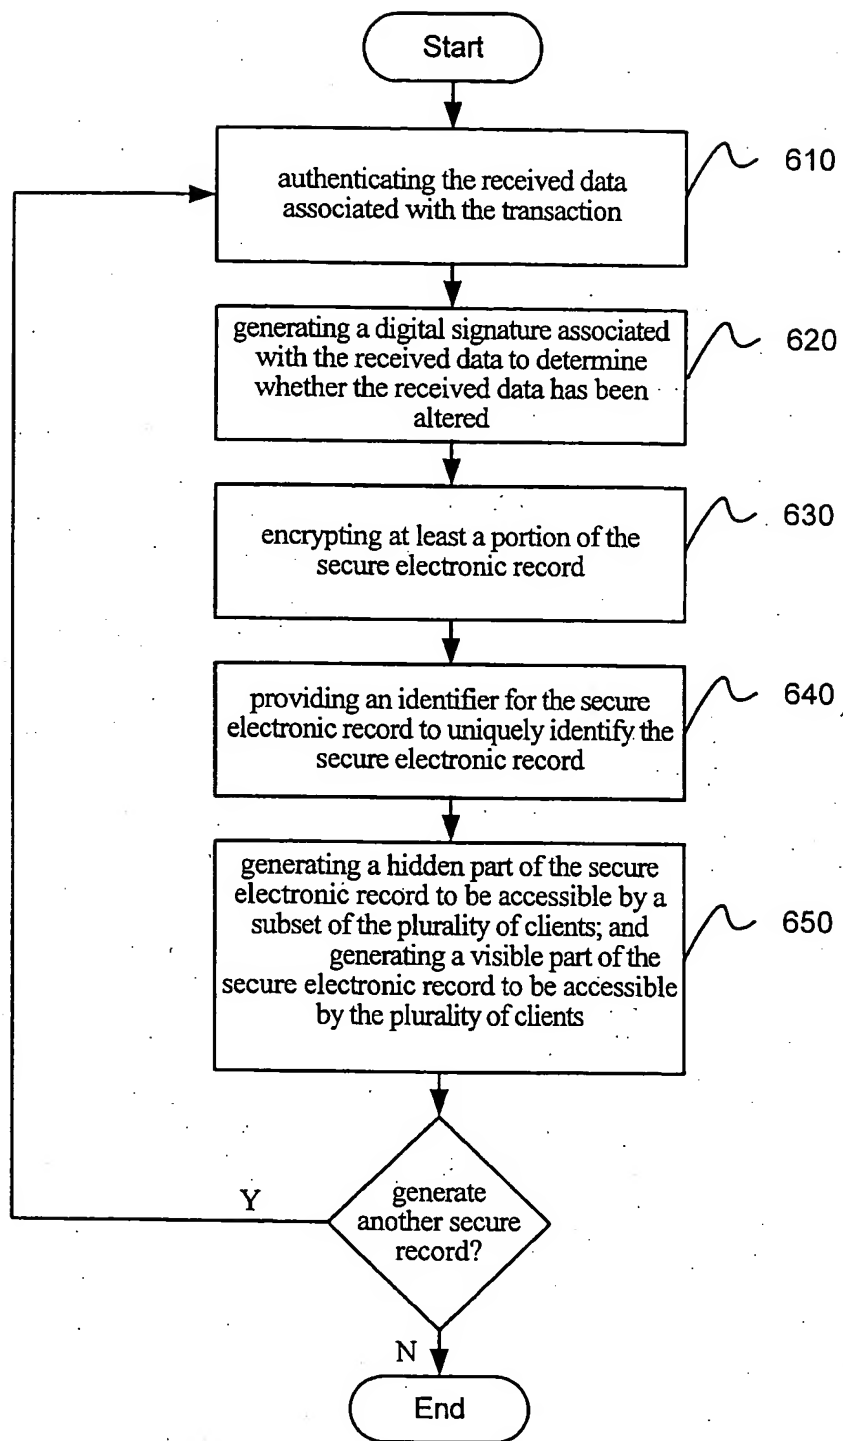 Start
authenticating the received data
associated with the transaction
610
generating a digital signature associated
with the received data to determine
whether the received data has been
altered
620
encrypting at least a portion of the
secure electronic record
630
providing an identifier for the secure
electronic record to uniquely identify the
secure electronic record
640
generating a hidden part of the secure
electronic record to be accessible by a
subset of the plurality of clients; and
generating a visible part of the
secure electronic record to be accessible
by the plurality of clients
650
generate
another secure
record?
Y
N
End